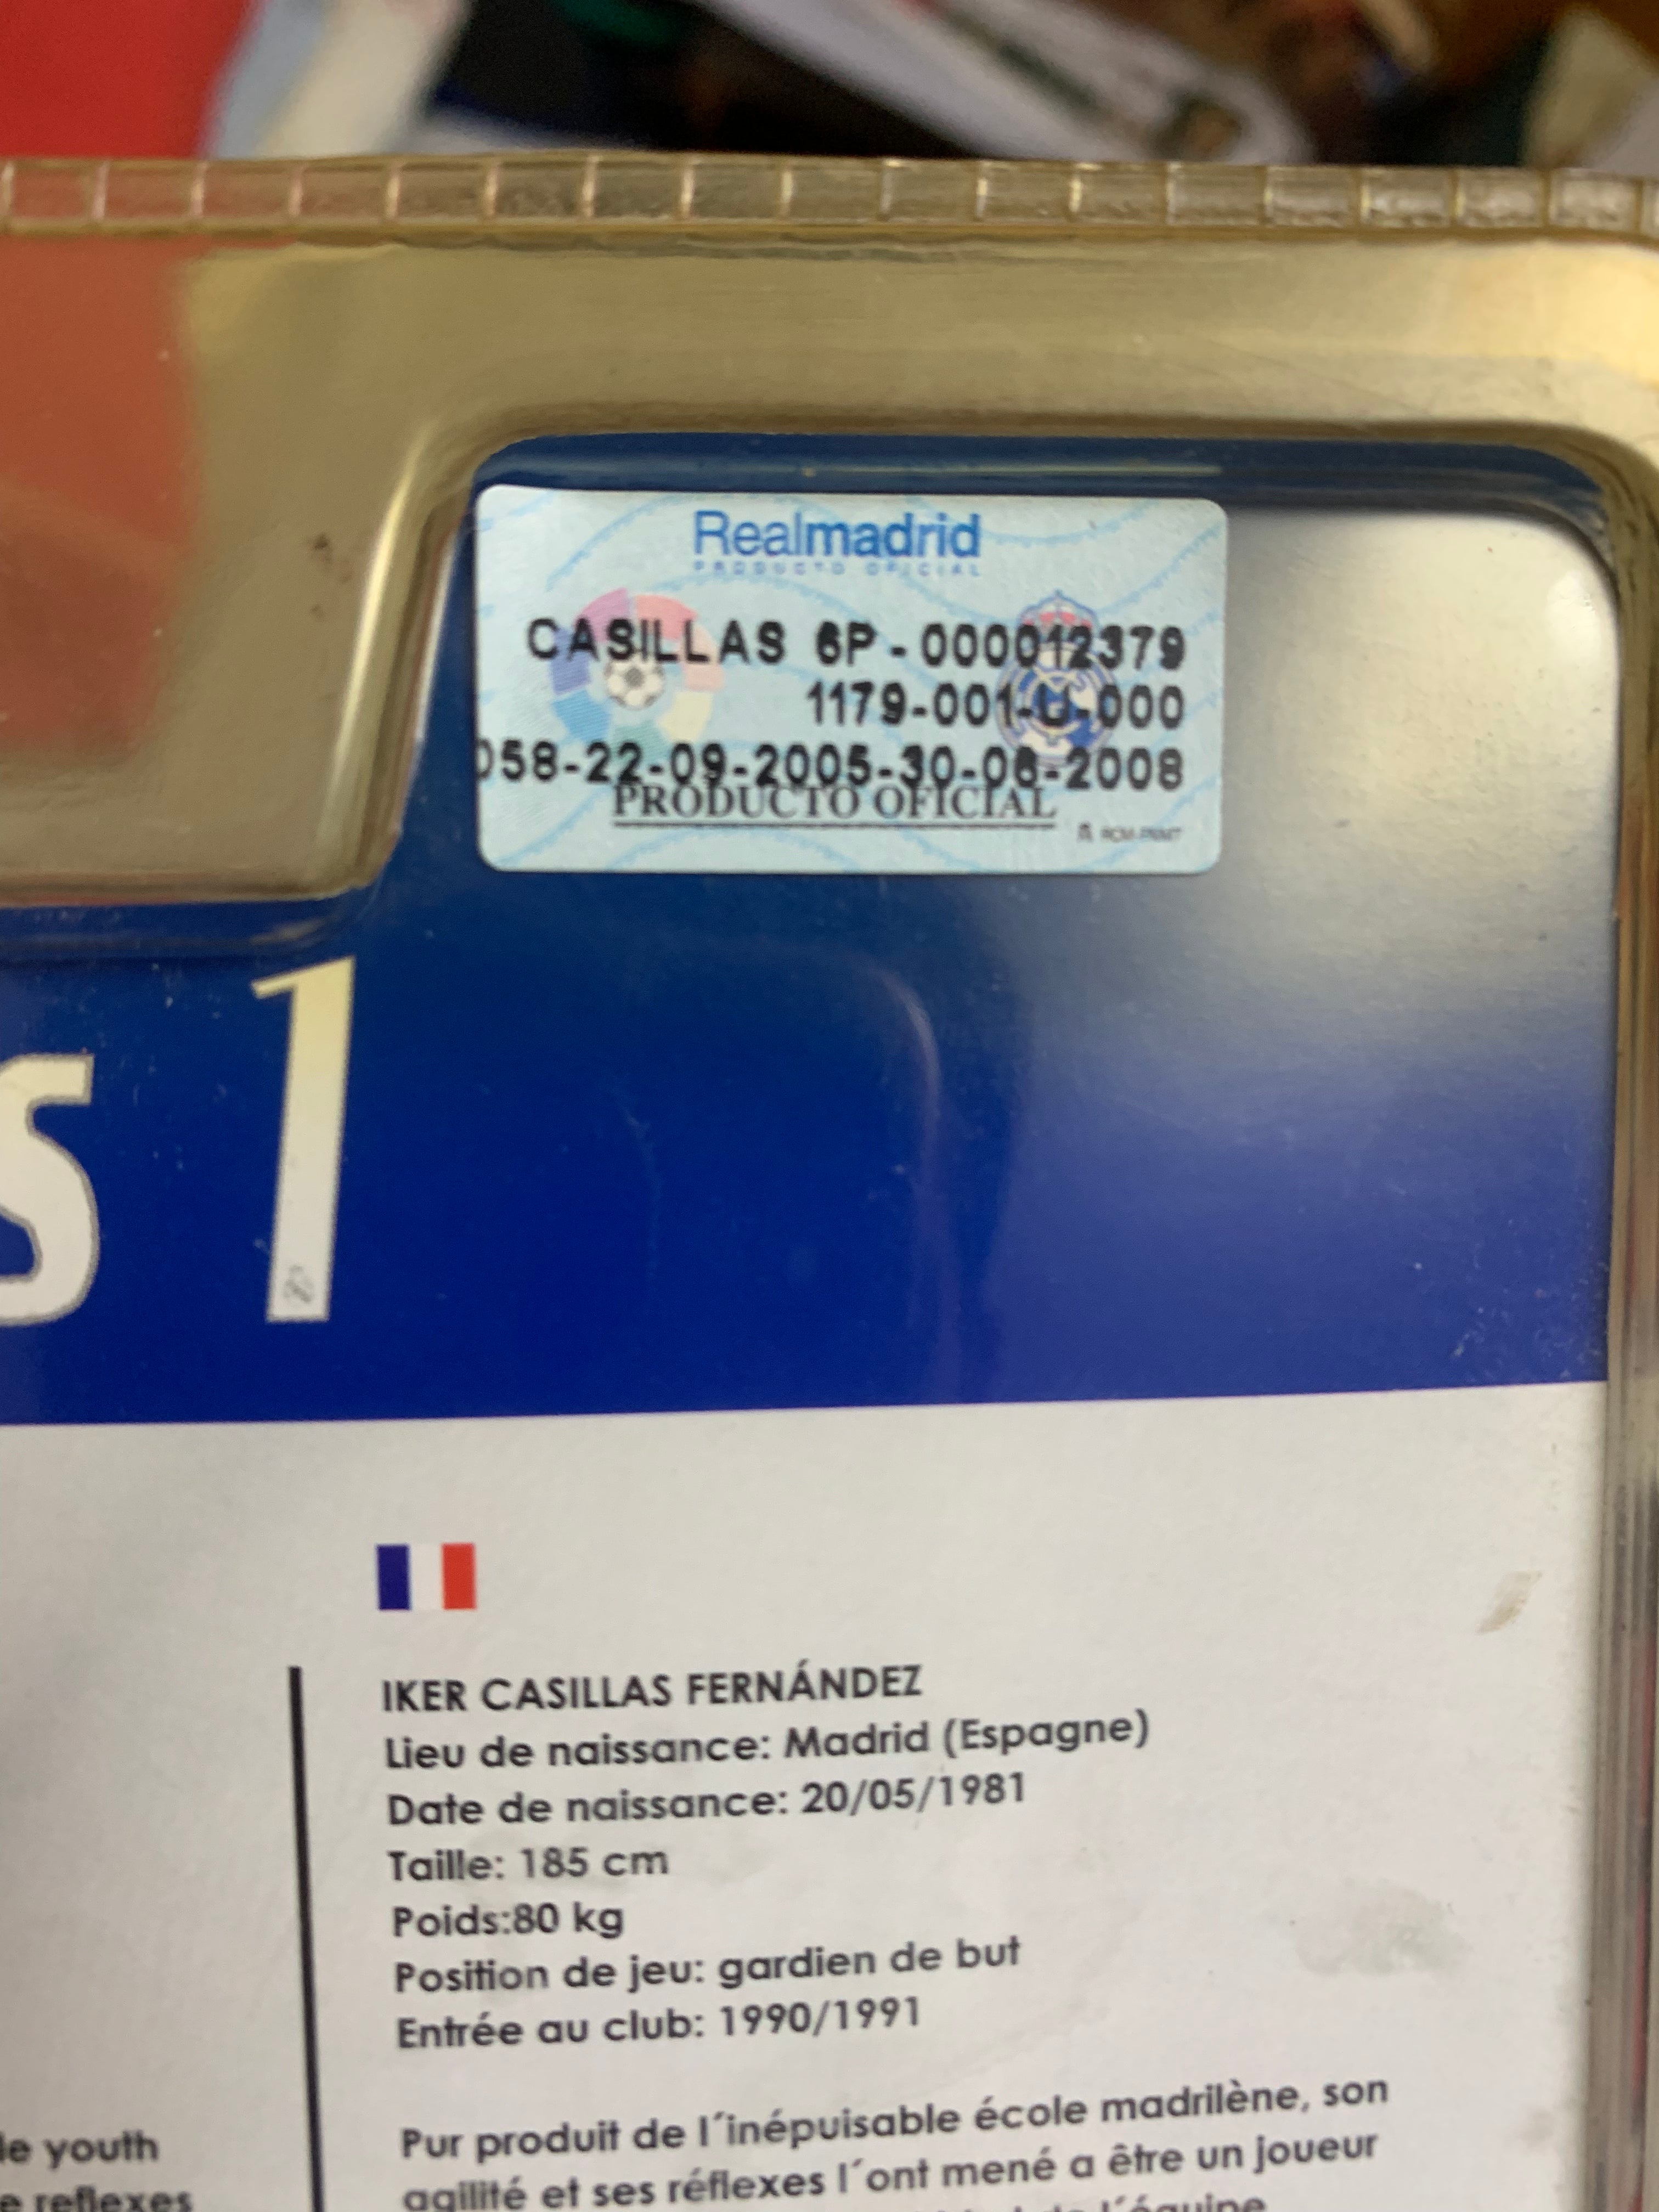 Realmadrid
PRODUCTO OFICIAL
CASILLAS 6P-000012379
1179-001-U-000
058-22-09-2005-30-06-2008
PRODUCTO OFICIAL
s 1
IKER CASILLAS FERNÁNDEZ
Lieu de naissance: Madrid (Espagne)
Date de naissance: 20/05/1981
Taille: 185 cm
Poids:80 kg
Position de jeu: gardien de but
Entrée au club: 1990/1991
Pur produit de l´inépuisable école madrilène, son
agilité et ses réflexes l´ont mené a être un joueur
l´équipe
le youth
e reflexes